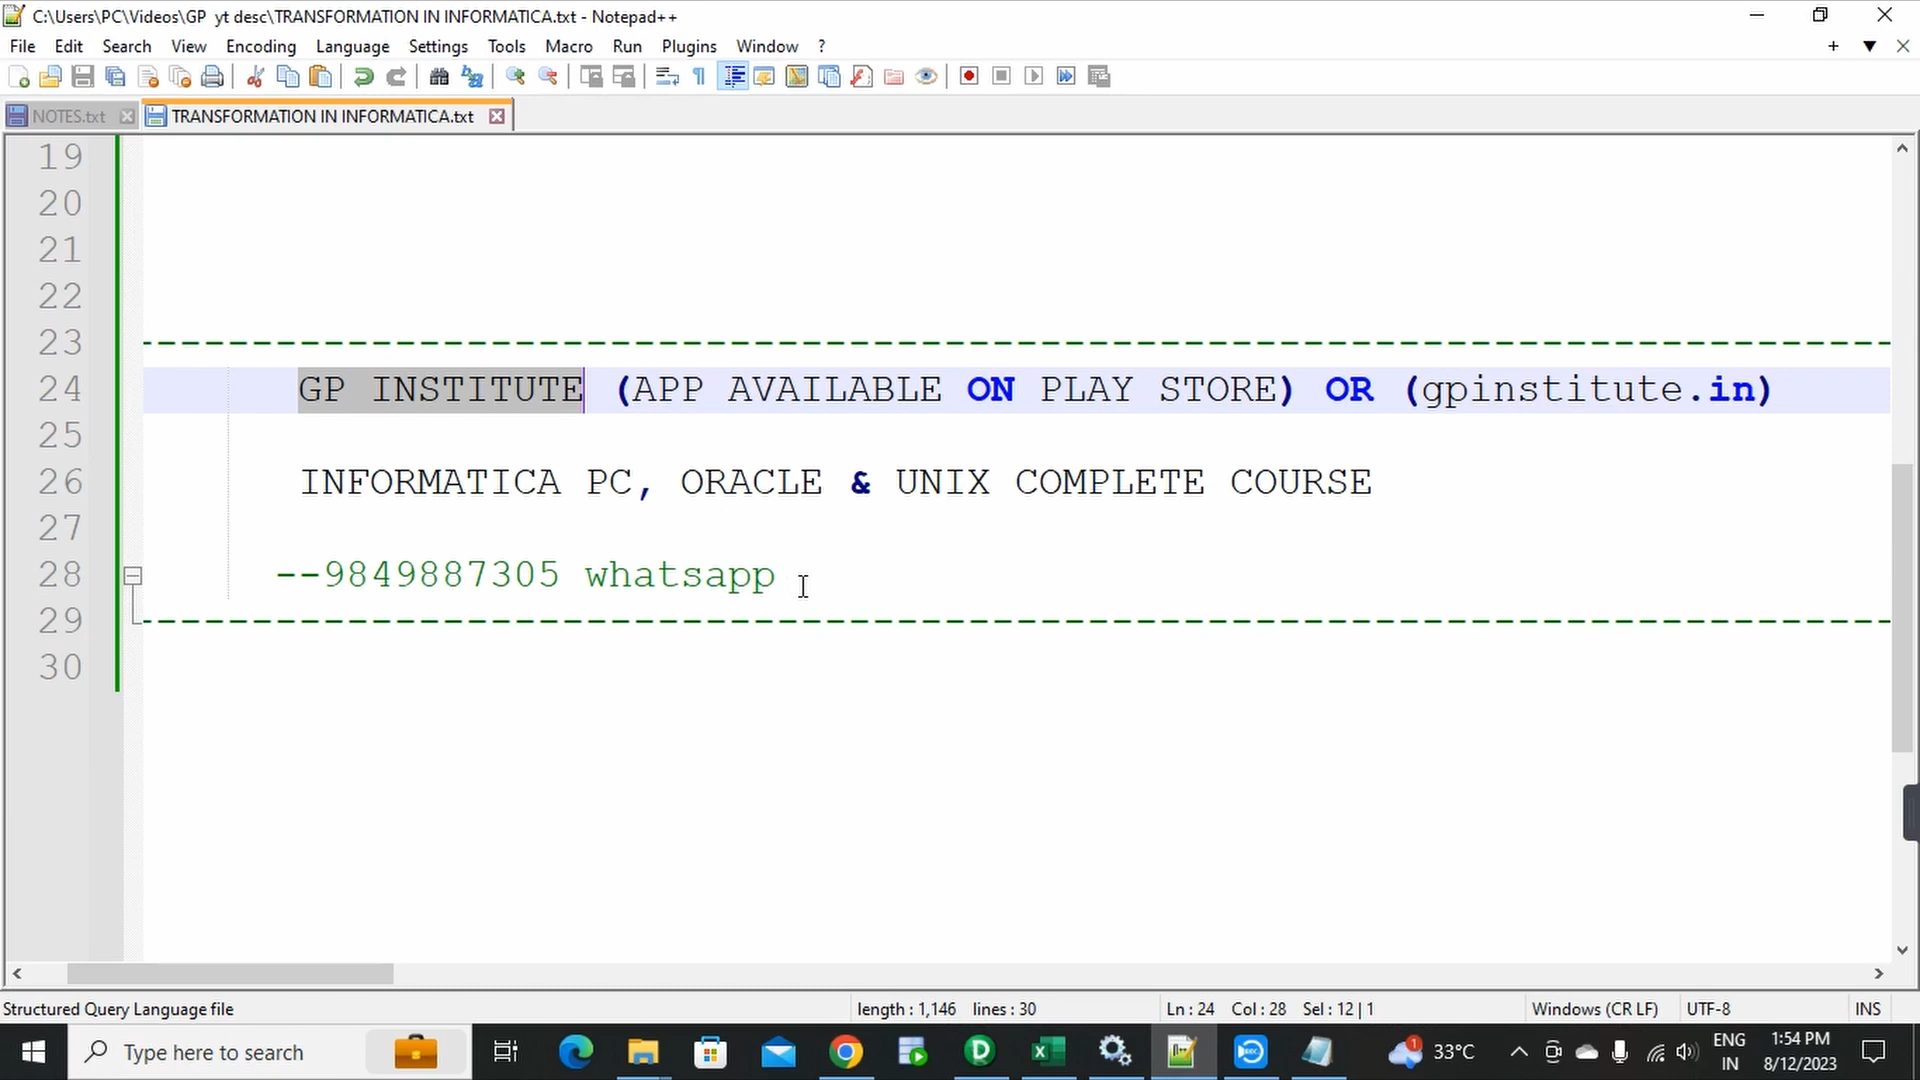 C:\Users\PC\Videos\GP  yt desc\TRANSFORMATION IN INFORMATICA.txt - Notepad++
File Edit Search View Encoding Language Settings Tools Macro Run Plugins Window ?
NOTES.txt TRANSFORMATION IN INFORMATICA.txt
19
20
21
22
23 --------------------------------------------------------------------------
24 GP INSTITUTE (APP AVAILABLE ON PLAY STORE) OR (gpinstitute.in)
25
26 INFORMATICA PC, ORACLE & UNIX COMPLETE COURSE
27
28 --9849887305 whatsapp
29 --------------------------------------------------------------------------
30
Structured Query Language file length : 1,146 lines : 30 Ln : 24 Col : 28 Sel : 12 | 1 Windows (CR LF) UTF-8 INS
Type here to search 1 33°C ENG 1:54 PM
IN 8/12/2023